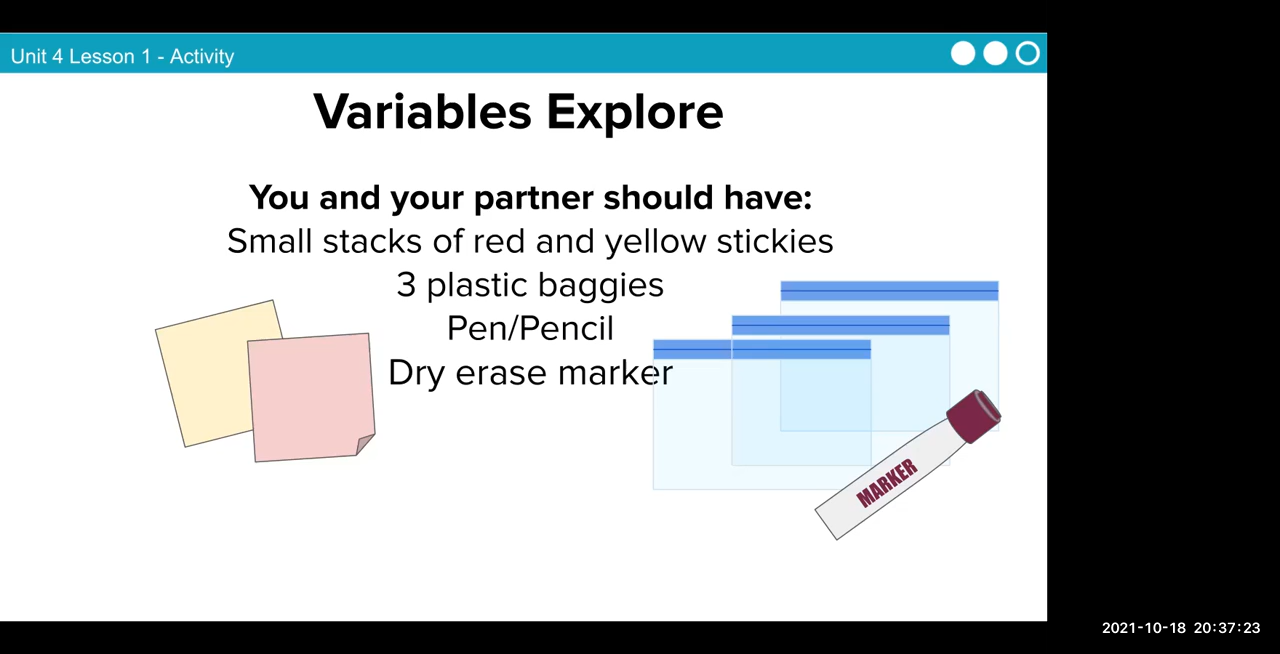 Unit 4 Lesson 1 - Activity
Variables Explore
You and your partner should have:
Small stacks of red and yellow stickies
3 plastic baggies
Pen/Pencil
Dry erase marker
MARKER
2021-10-18 20:37:23